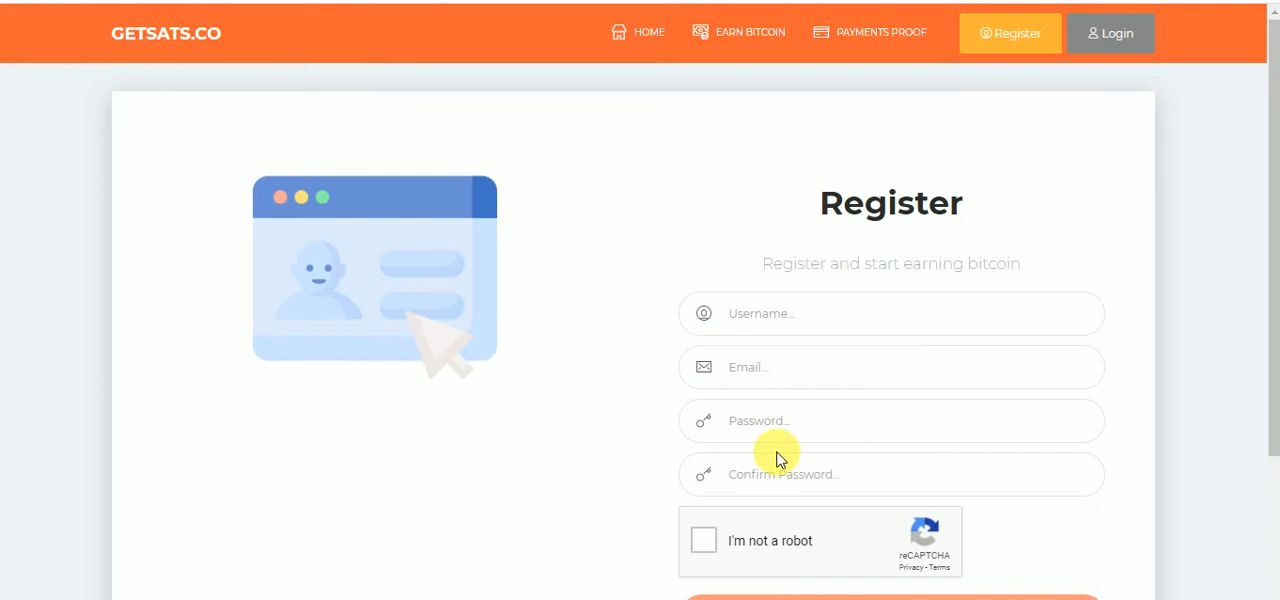 GETSATS.CO
HOME
EARN BITCOIN
PAYMENTS PROOF
Register
Login
Register
Register and start earning bitcoin
Username...
Email...
Password...
Confirm Password...
I'm not a robot
reCAPTCHA
Privacy - Terms